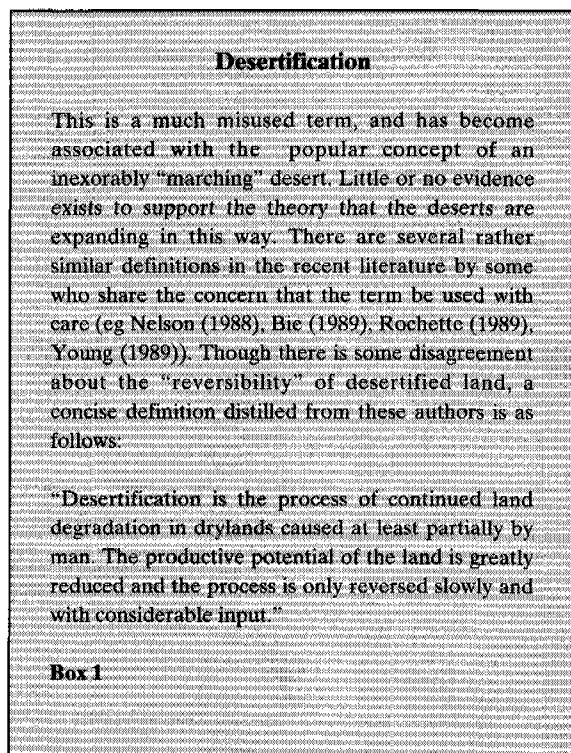 Desertification
This is a much misused term, and has become
associated with the popular concept of an
inexorably "marching" desert. Little or no evidence
exists to support the theory that the deserts are
expanding in this way. There are several rather
similar definitions in the recent literature by some
who share the concern that the term be used with
care (eg Nelson (1988), Bie (1989), Rochette (1989),
Young (1989)). Though there is some disagreement
about the "reversibility" of desertified land, a
concise definition distilled from these authors is as
follows:
"Desertification is the process of continued land
degradation in drylands caused at least partially by
man. The productive potential of the land is greatly
reduced and the process is only reversed slowly and
with considerable input."
Box 1